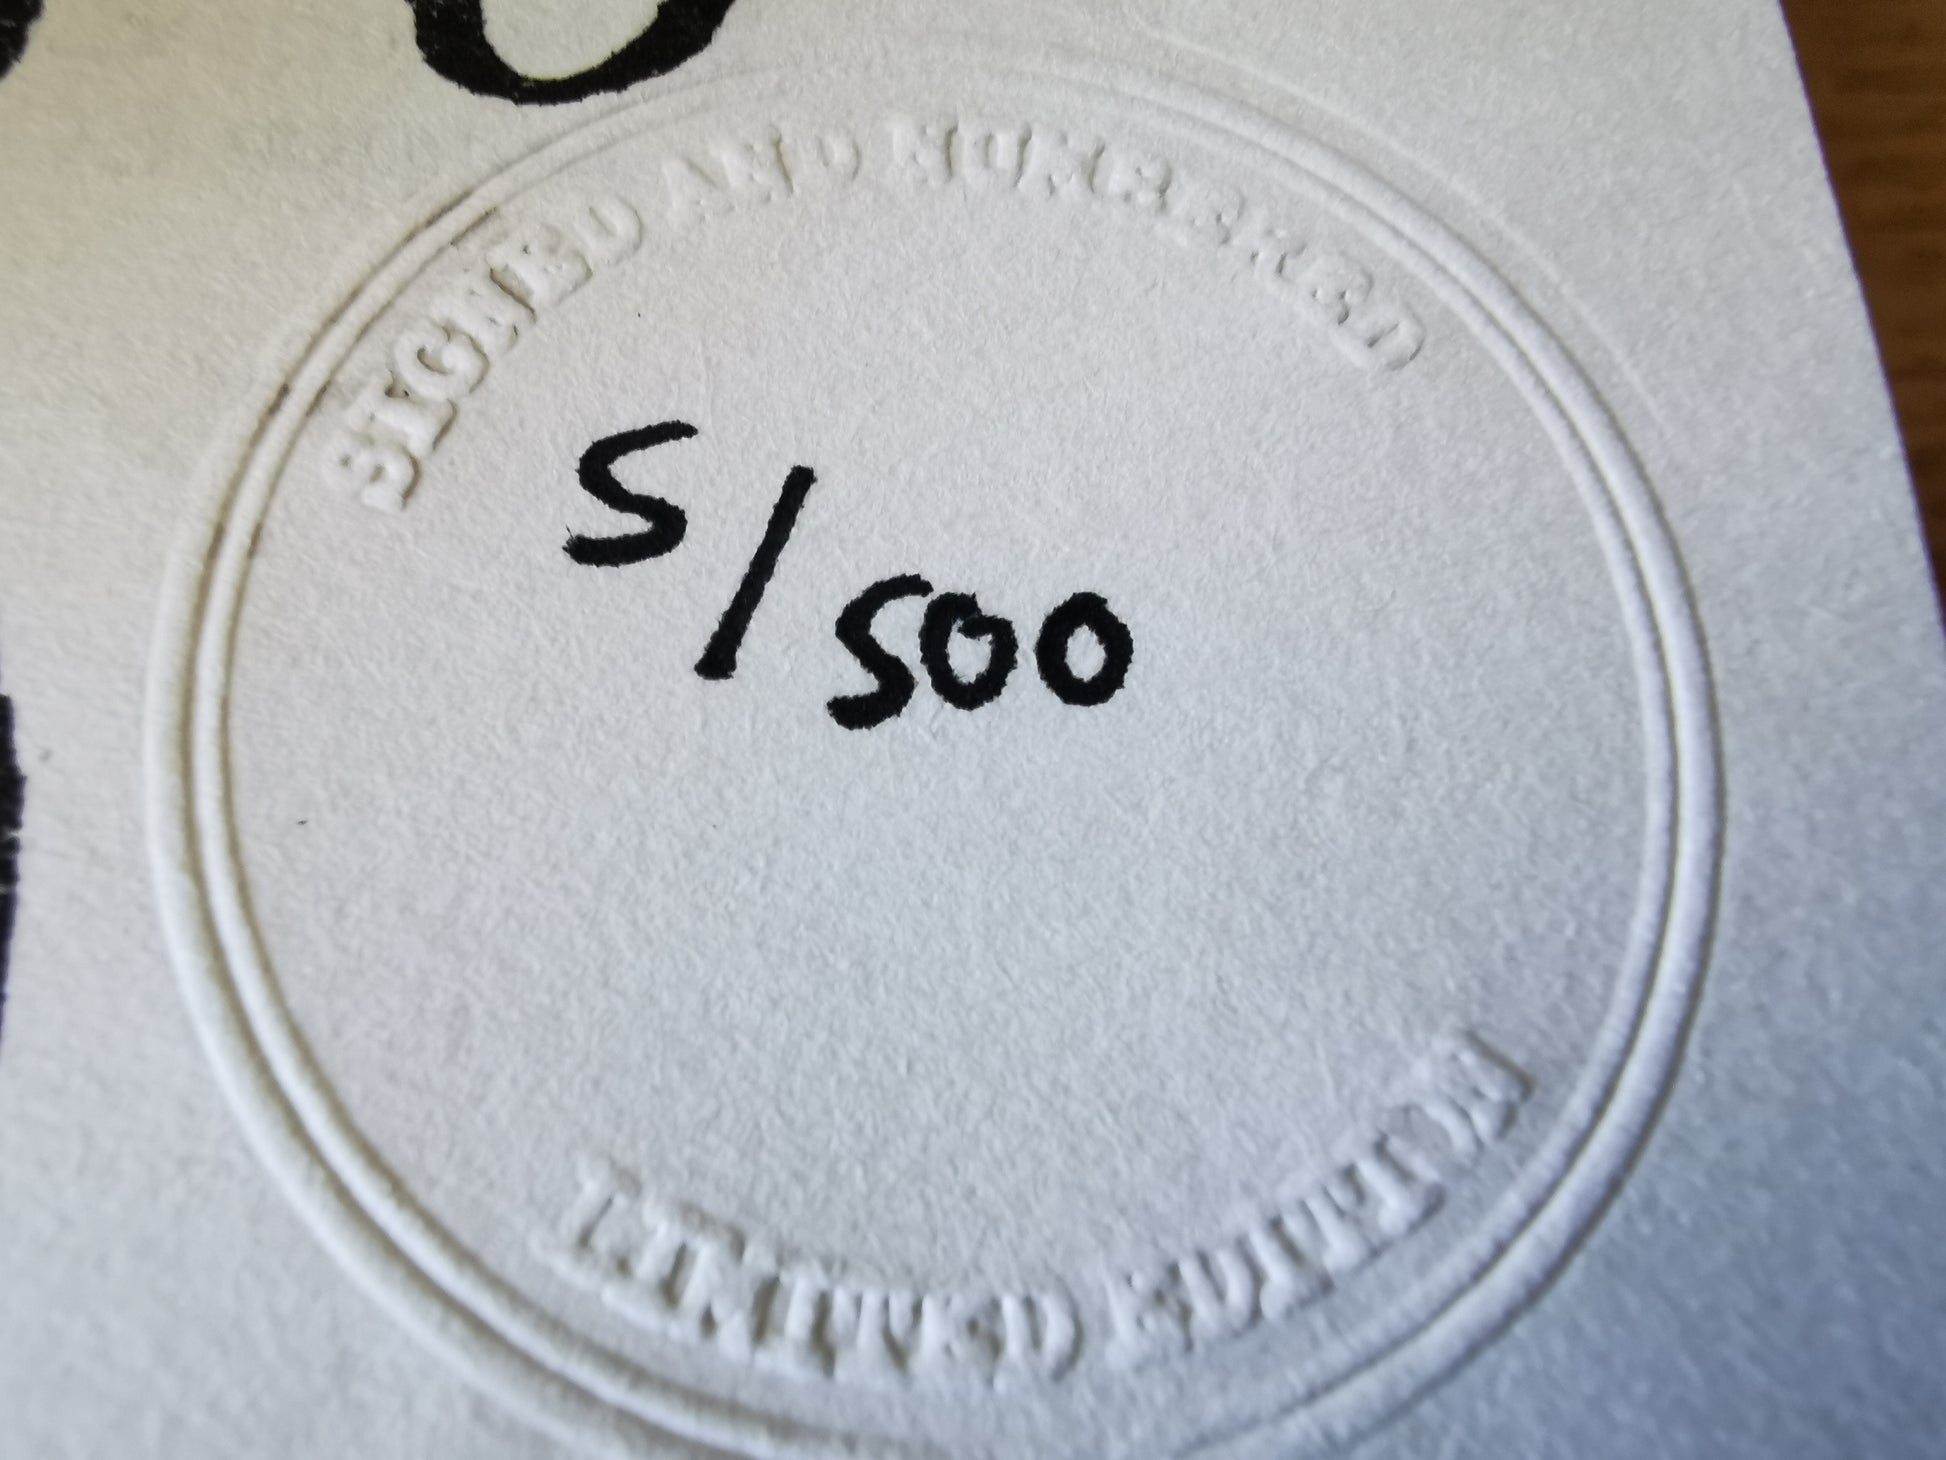 SIGNED AND NUMBERED
5/500
LIMITED EDITION